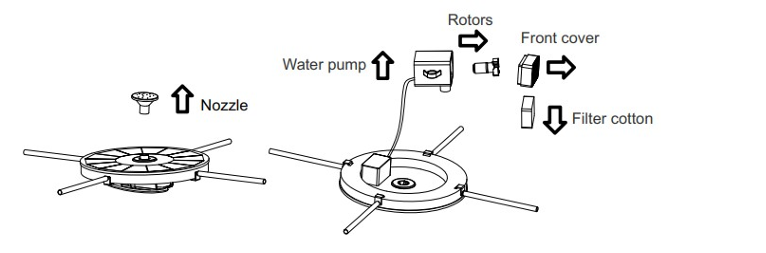 Rotors
Front cover
Water pump
Nozzle
Filter cotton